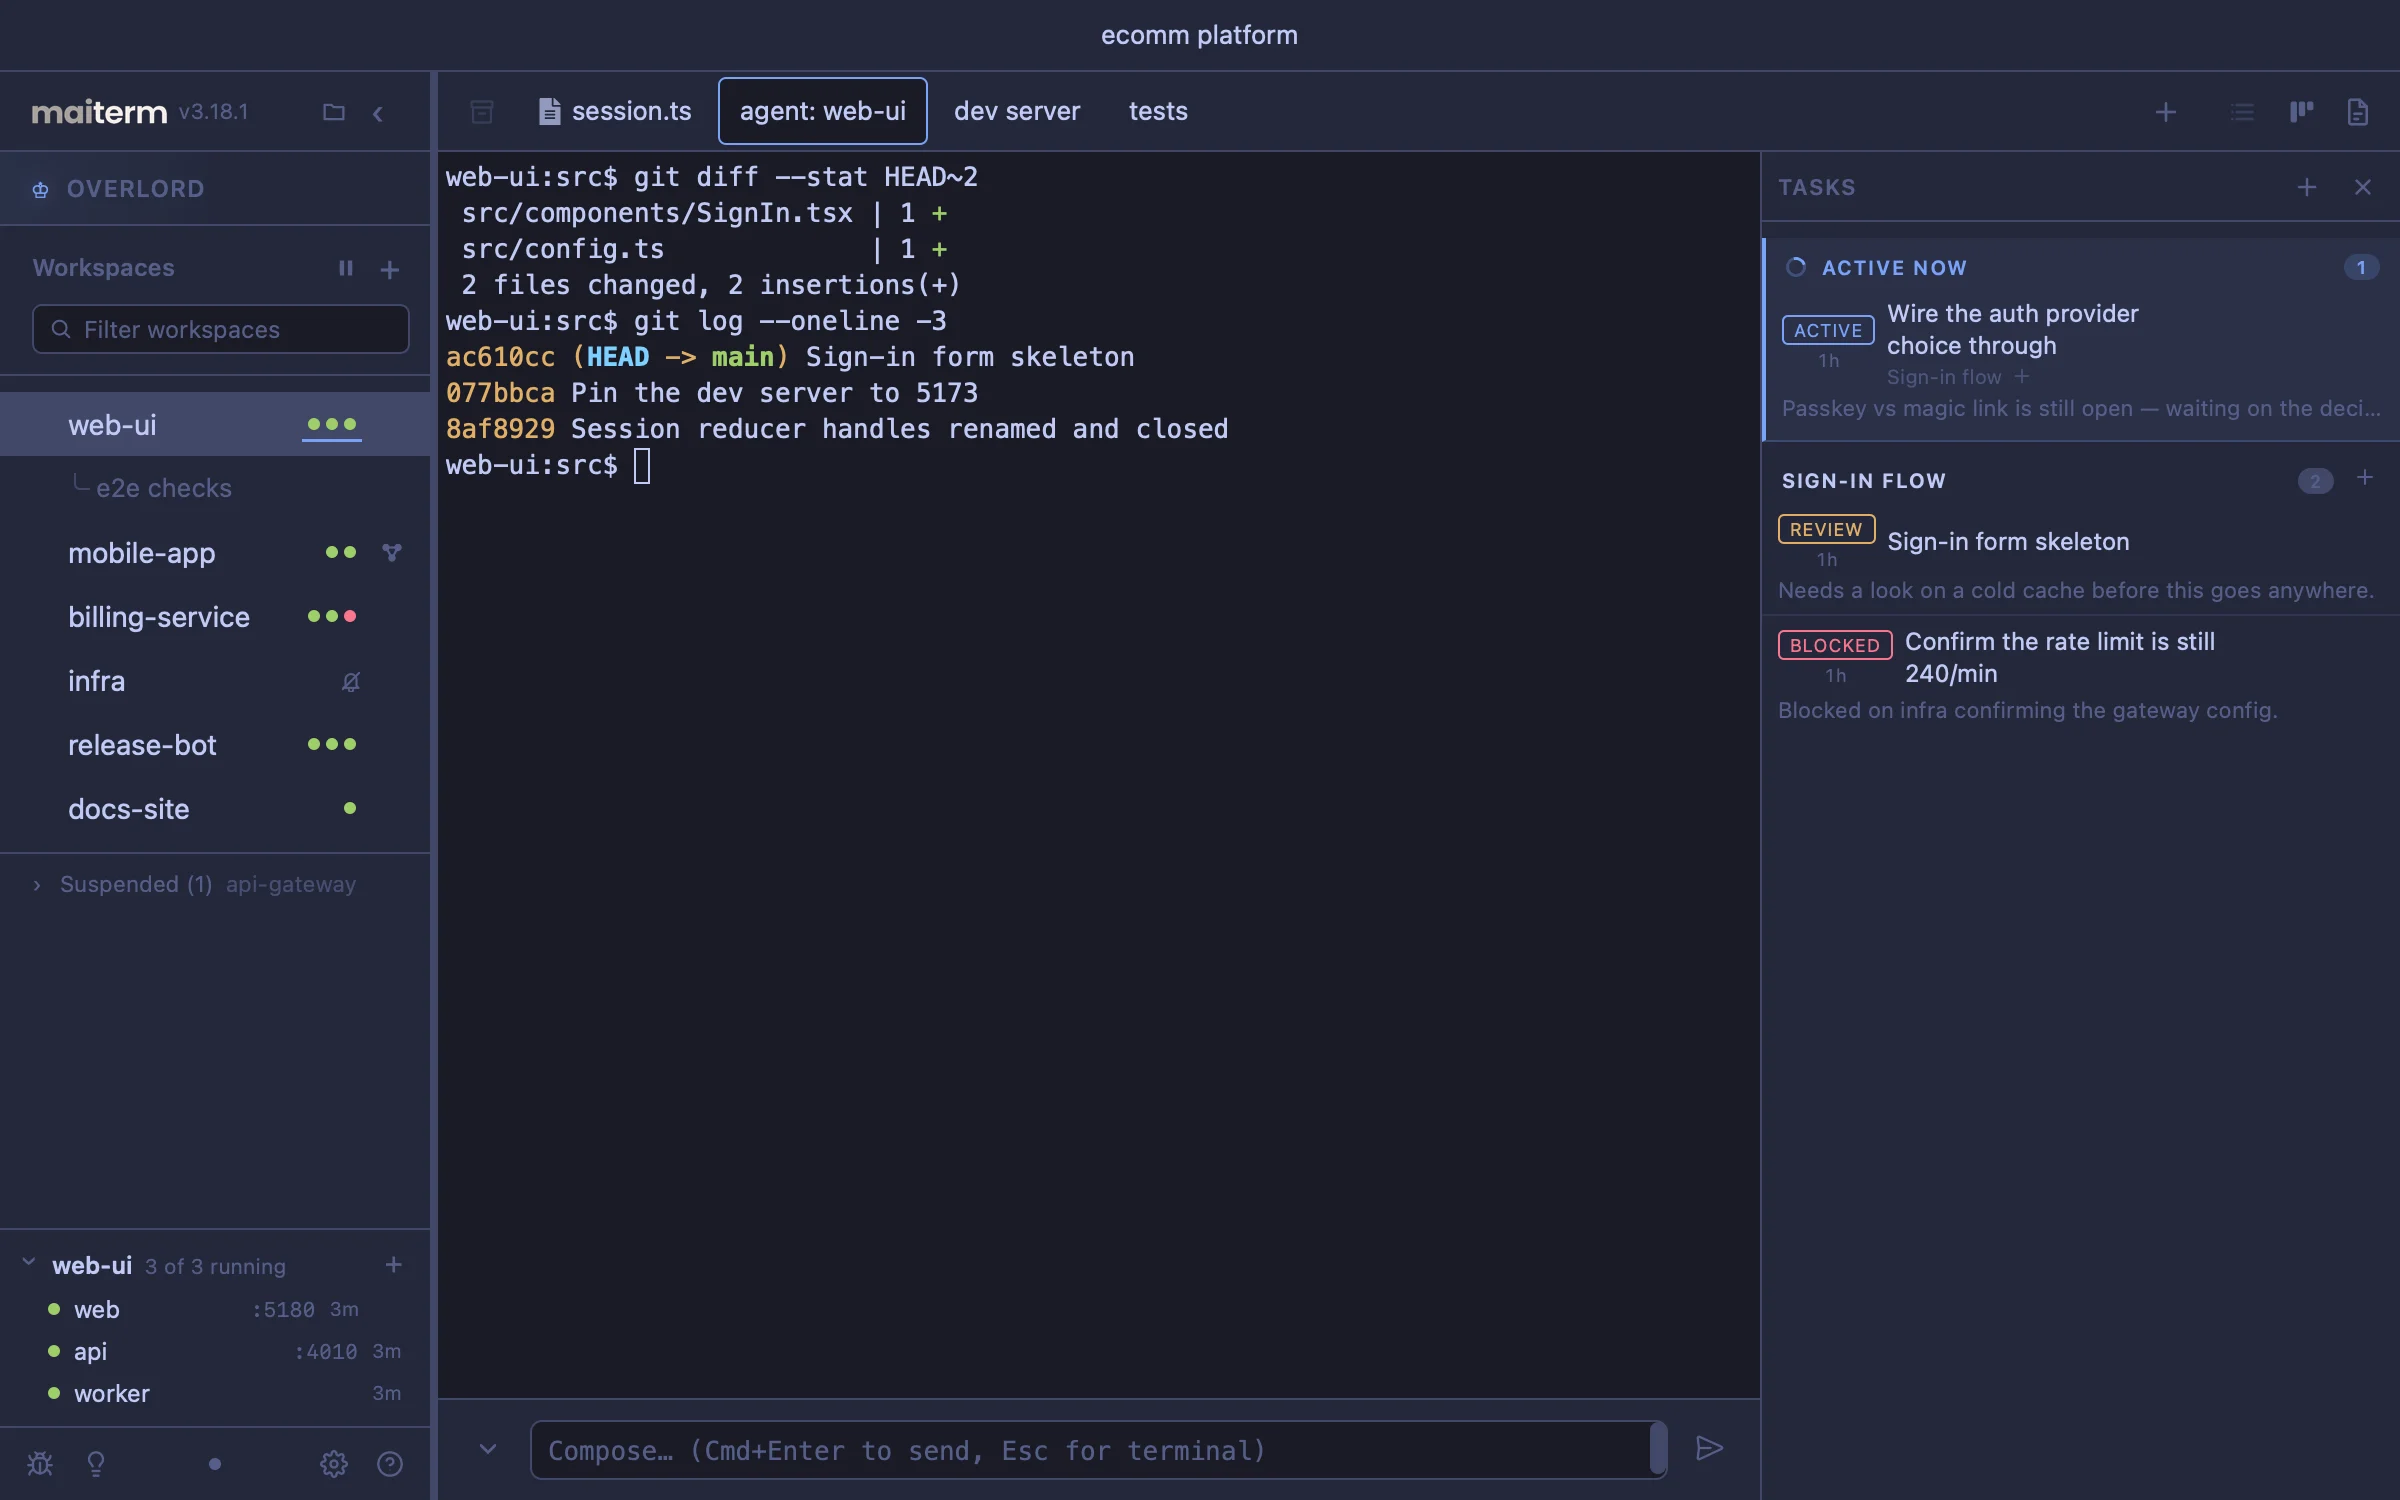 ecomm platform
maiterm v3.18.1
OVERLORD
Workspaces
Filter workspaces
web-ui
e2e checks
mobile-app
billing-service
infra
release-bot
docs-site
Suspended (1) api-gateway
web-ui 3 of 3 running
web :5180 3m
api :4010 3m
worker 3m
session.ts
agent: web-ui
dev server
tests
web-ui:src$ git diff --stat HEAD~2
src/components/SignIn.tsx | 1 +
src/config.ts | 1 +
2 files changed, 2 insertions(+)
web-ui:src$ git log --oneline -3
ac610cc (HEAD -> main) Sign-in form skeleton
077bbca Pin the dev server to 5173
8af8929 Session reducer handles renamed and closed
web-ui:src$
Compose… (Cmd+Enter to send, Esc for terminal)
TASKS
ACTIVE NOW 1
ACTIVE
1h
Wire the auth provider
choice through
Sign-in flow +
Passkey vs magic link is still open — waiting on the deci…
SIGN-IN FLOW 2
REVIEW
1h
Sign-in form skeleton
Needs a look on a cold cache before this goes anywhere.
BLOCKED
1h
Confirm the rate limit is still
240/min
Blocked on infra confirming the gateway config.